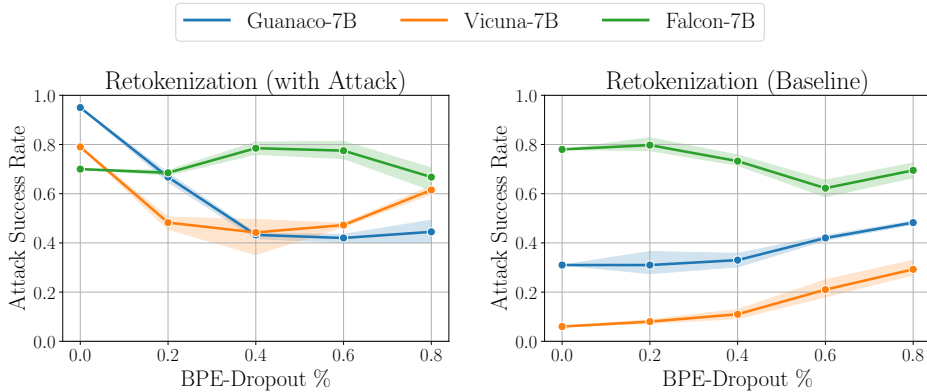 Guanaco-7B Vicuna-7B Falcon-7B
Retokenization (with Attack)
Attack Success Rate
1.0
0.8
0.6
0.4
0.2
0.0
0.0 0.2 0.4 0.6 0.8
BPE-Dropout %
Retokenization (Baseline)
Attack Success Rate
1.0
0.8
0.6
0.4
0.2
0.0
0.0 0.2 0.4 0.6 0.8
BPE-Dropout %